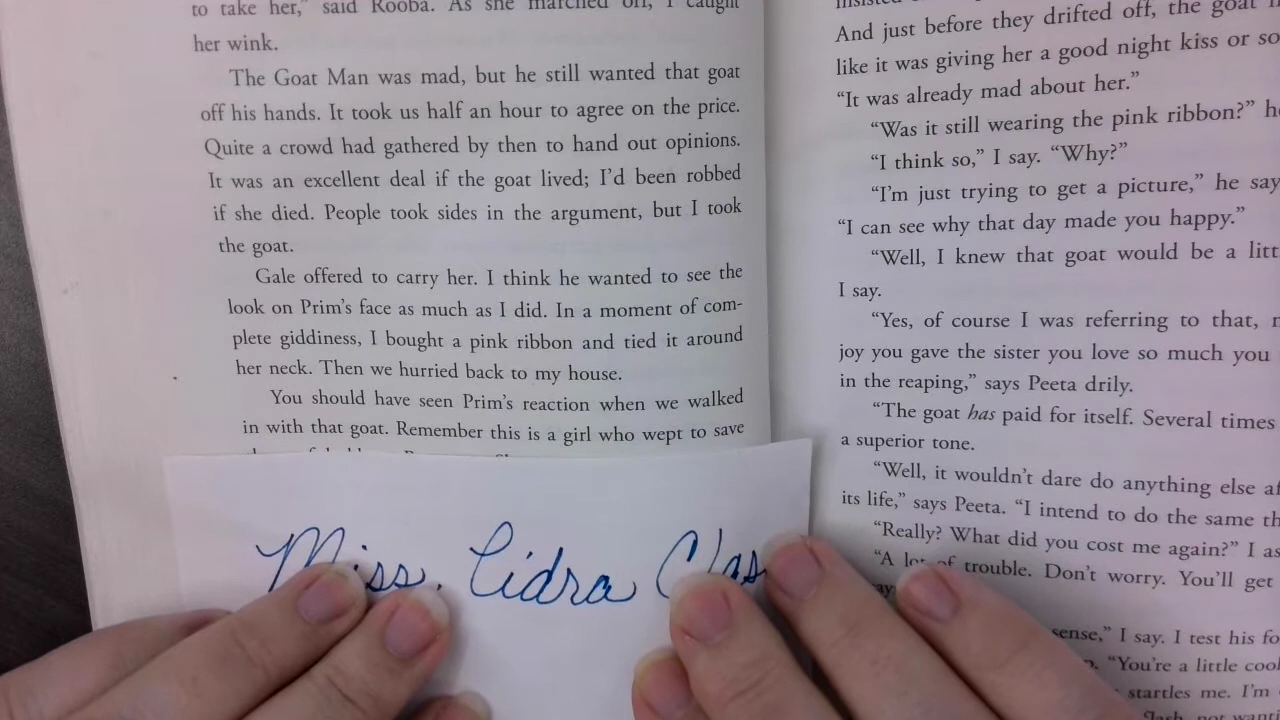 to take her,” said Rooba. As she marched off, I caught
her wink.
The Goat Man was mad, but he still wanted that goat
off his hands. It took us half an hour to agree on the price.
Quite a crowd had gathered by then to hand out opinions.
It was an excellent deal if the goat lived; I’d been robbed
if she died. People took sides in the argument, but I took
the goat.
Gale offered to carry her. I think he wanted to see the
look on Prim’s face as much as I did. In a moment of com-
plete giddiness, I bought a pink ribbon and tied it around
her neck. Then we hurried back to my house.
You should have seen Prim’s reaction when we walked
in with that goat. Remember this is a girl who wept to save
Miss. Cidra Clas
And just before they drifted off, the goat
like it was giving her a good night kiss or so
“It was already mad about her.”
“Was it still wearing the pink ribbon?” he
“I think so,” I say. “Why?”
“I’m just trying to get a picture,” he say
“I can see why that day made you happy.”
“Well, I knew that goat would be a litt
I say.
“Yes, of course I was referring to that,
joy you gave the sister you love so much you
in the reaping,” says Peeta drily.
“The goat has paid for itself. Several times
a superior tone.
“Well, it wouldn’t dare do anything else af
its life,” says Peeta. “I intend to do the same th
“Really? What did you cost me again?” I as
“A lot of trouble. Don’t worry. You’ll get
sense,” I say. I test his fo
“You’re a little cool
startles me. I’m